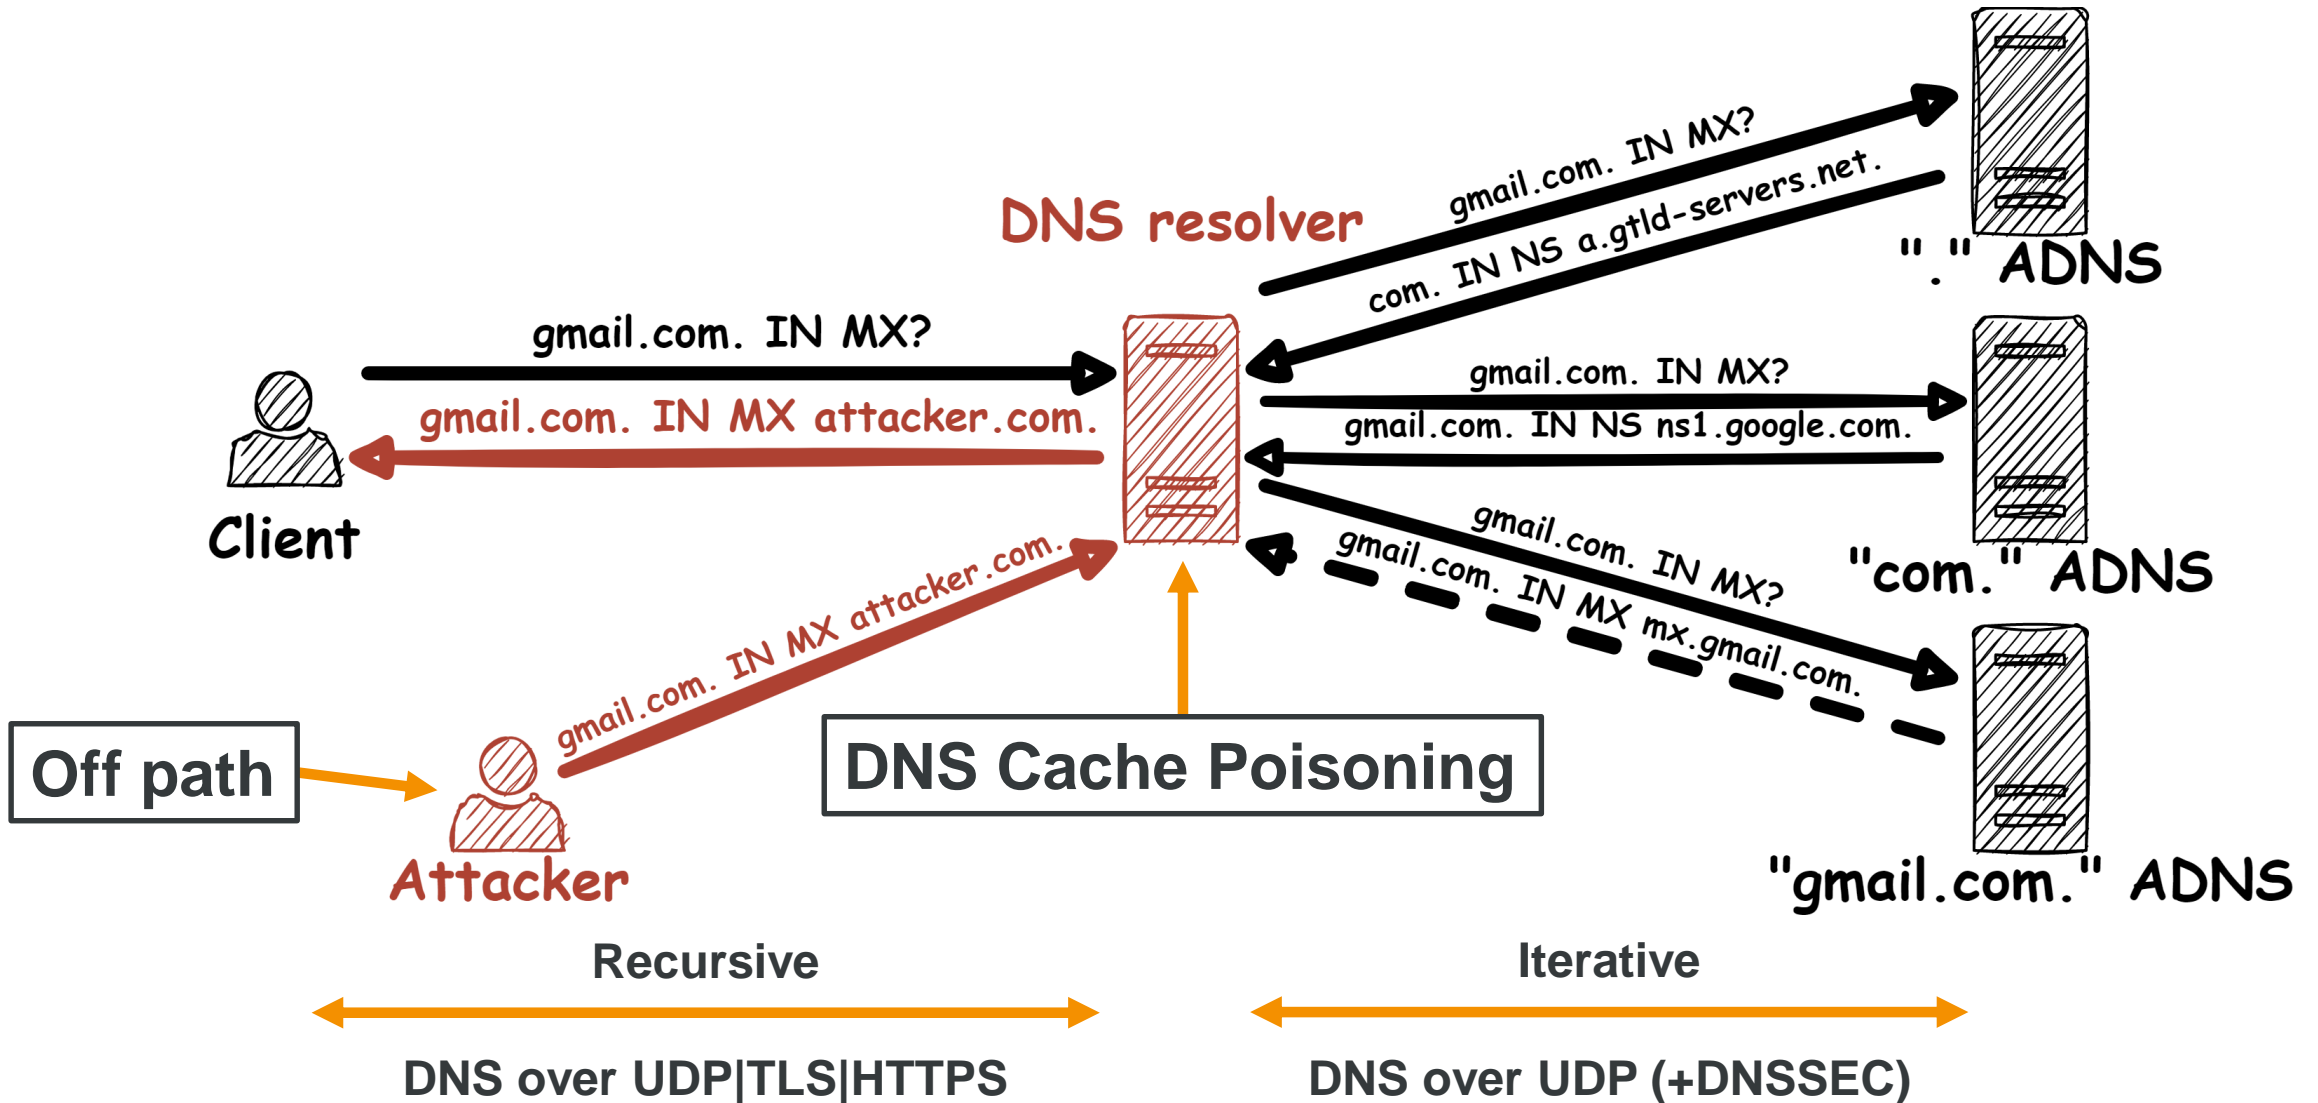 gmail.com. IN MX?
com. IN NS a.gtld-servers.net.
"." ADNS
DNS resolver
gmail.com. IN MX?
gmail.com. IN MX attacker.com.
Client
gmail.com. IN MX?
gmail.com. IN NS ns1.google.com.
"com." ADNS
gmail.com. IN MX?
gmail.com. IN MX mx.gmail.com.
"gmail.com." ADNS
gmail.com. IN MX attacker.com.
Off path
DNS Cache Poisoning
Attacker
Recursive
Iterative
DNS over UDP|TLS|HTTPS
DNS over UDP (+DNSSEC)